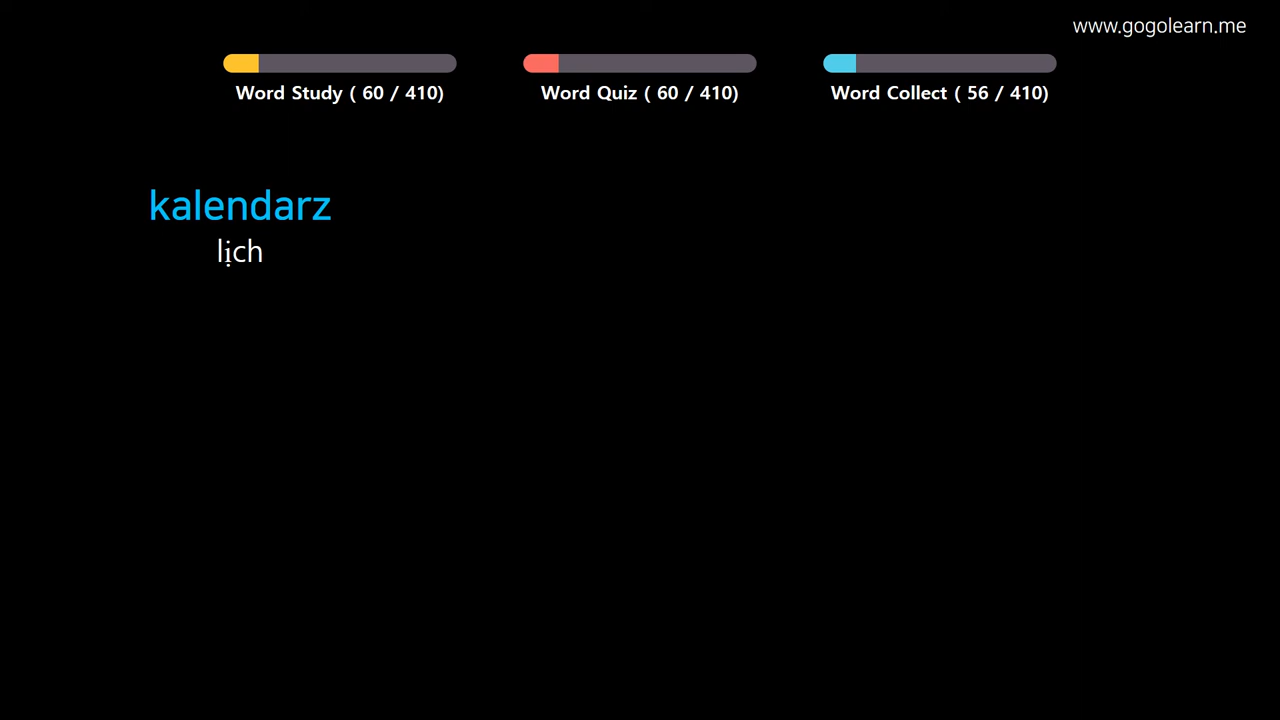 www.gogolearn.me
Word Study ( 60 / 410)
Word Quiz ( 60 / 410)
Word Collect ( 56 / 410)
kalendarz
lịch